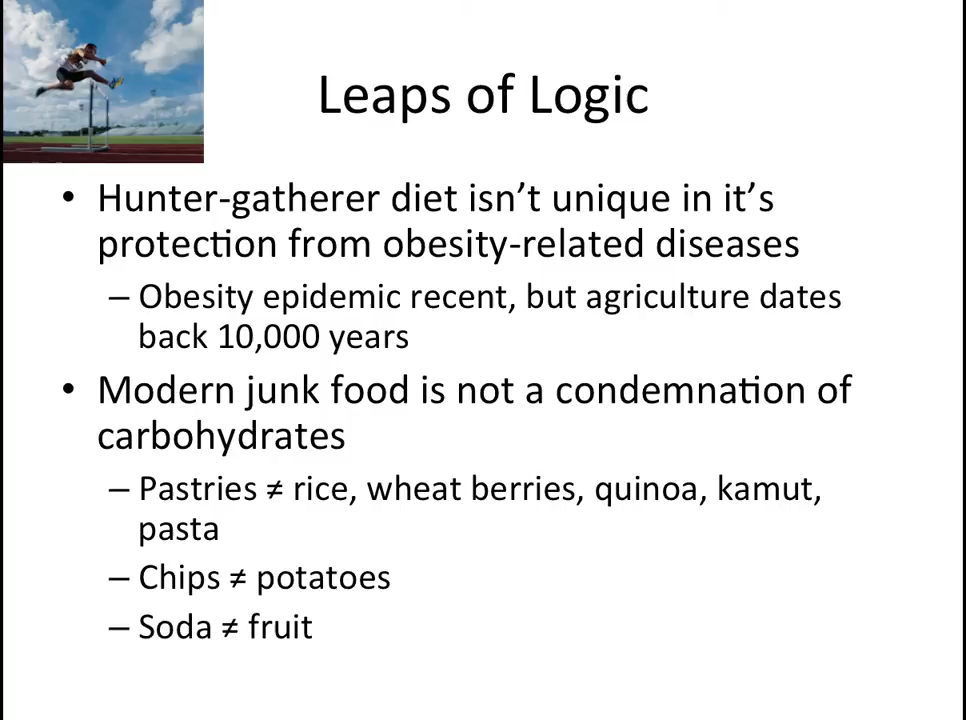 Leaps of Logic
• Hunter-gatherer diet isn't unique in it's
protection from obesity-related diseases
– Obesity epidemic recent, but agriculture dates
back 10,000 years
• Modern junk food is not a condemnation of
carbohydrates
– Pastries ≠ rice, wheat berries, quinoa, kamut,
pasta
– Chips ≠ potatoes
– Soda ≠ fruit